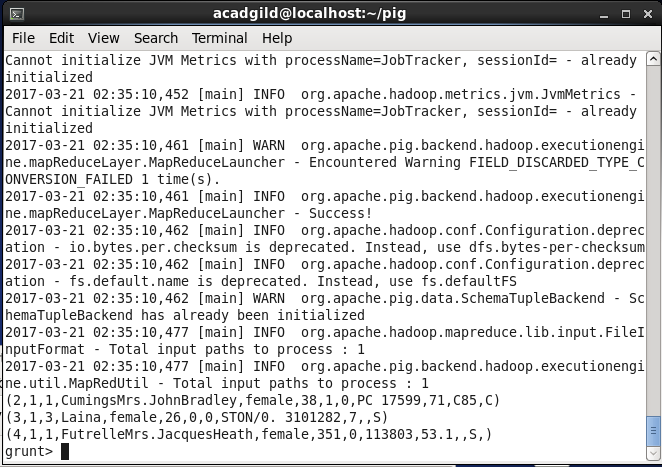 acadgild@localhost:~/pig
File Edit View Search Terminal Help
Cannot initialize JVM Metrics with processName=JobTracker, sessionId= - already
initialized
2017-03-21 02:35:10,452 [main] INFO  org.apache.hadoop.metrics.jvm.JvmMetrics -
Cannot initialize JVM Metrics with processName=JobTracker, sessionId= - already
initialized
2017-03-21 02:35:10,461 [main] WARN  org.apache.pig.backend.hadoop.executionengi
ne.mapReduceLayer.MapReduceLauncher - Encountered Warning FIELD_DISCARDED_TYPE_C
ONVERSION_FAILED 1 time(s).
2017-03-21 02:35:10,461 [main] INFO  org.apache.pig.backend.hadoop.executionengi
ne.mapReduceLayer.MapReduceLauncher - Success!
2017-03-21 02:35:10,462 [main] INFO  org.apache.hadoop.conf.Configuration.deprec
ation - io.bytes.per.checksum is deprecated. Instead, use dfs.bytes-per-checksum
2017-03-21 02:35:10,462 [main] INFO  org.apache.hadoop.conf.Configuration.deprec
ation - fs.default.name is deprecated. Instead, use fs.defaultFS
2017-03-21 02:35:10,462 [main] WARN  org.apache.pig.data.SchemaTupleBackend - Sc
hemaTupleBackend has already been initialized
2017-03-21 02:35:10,477 [main] INFO  org.apache.hadoop.mapreduce.lib.input.FileI
nputFormat - Total input paths to process : 1
2017-03-21 02:35:10,477 [main] INFO  org.apache.pig.backend.hadoop.executionengi
ne.util.MapRedUtil - Total input paths to process : 1
(2,1,1,CumingsMrs.JohnBradley,female,38,1,0,PC 17599,71,C85,C)
(3,1,3,Laina,female,26,0,0,STON/0. 3101282,7,,S)
(4,1,1,FutrelleMrs.JacquesHeath,female,351,0,113803,53.1,,S,)
grunt>